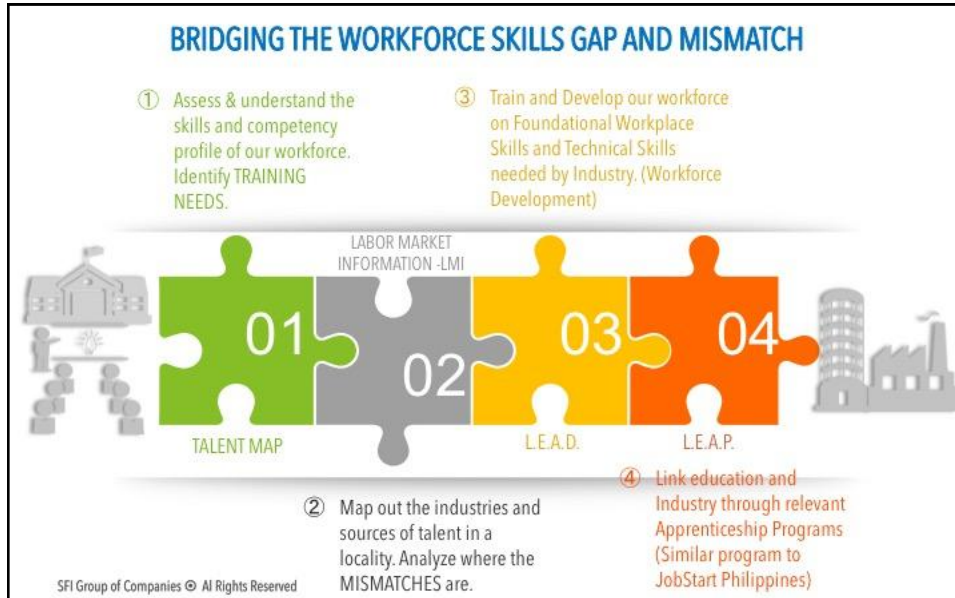 BRIDGING THE WORKFORCE SKILLS GAP AND MISMATCH
① Assess & understand the
skills and competency
profile of our workforce.
Identify TRAINING
NEEDS.
③ Train and Develop our workforce
on Foundational Workplace
Skills and Technical Skills
needed by Industry. (Workforce
Development)
LABOR MARKET
INFORMATION -LMI
01
02
03
04
TALENT MAP
L.E.A.D.
L.E.A.P.
② Map out the industries and
sources of talent in a
locality. Analyze where the
MISMATCHES are.
④ Link education and
Industry through relevant
Apprenticeship Programs
(Similar program to
JobStart Philippines)
SFI Group of Companies ⊙ Al Rights Reserved